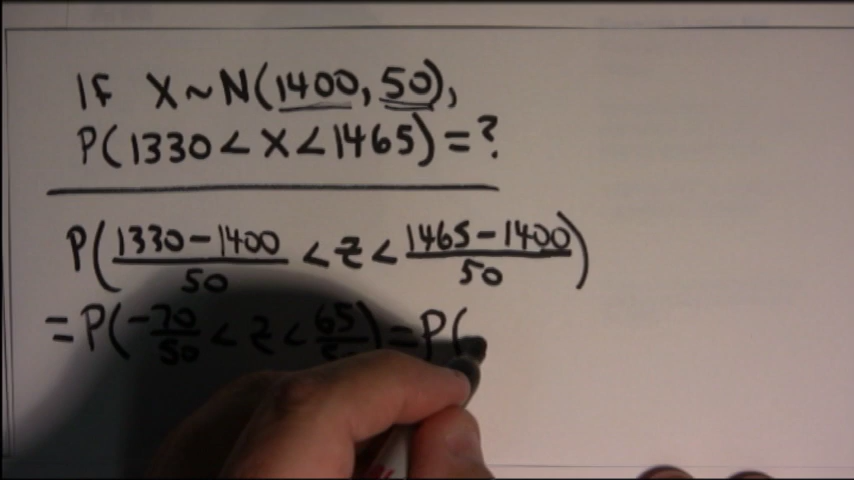 If X~N(1400, 50),
P(1330 < X < 1465) = ?
P(1330-1400/50 < z < 1465-1400/50)
= P(-70/50 < z < 65/50) = P(